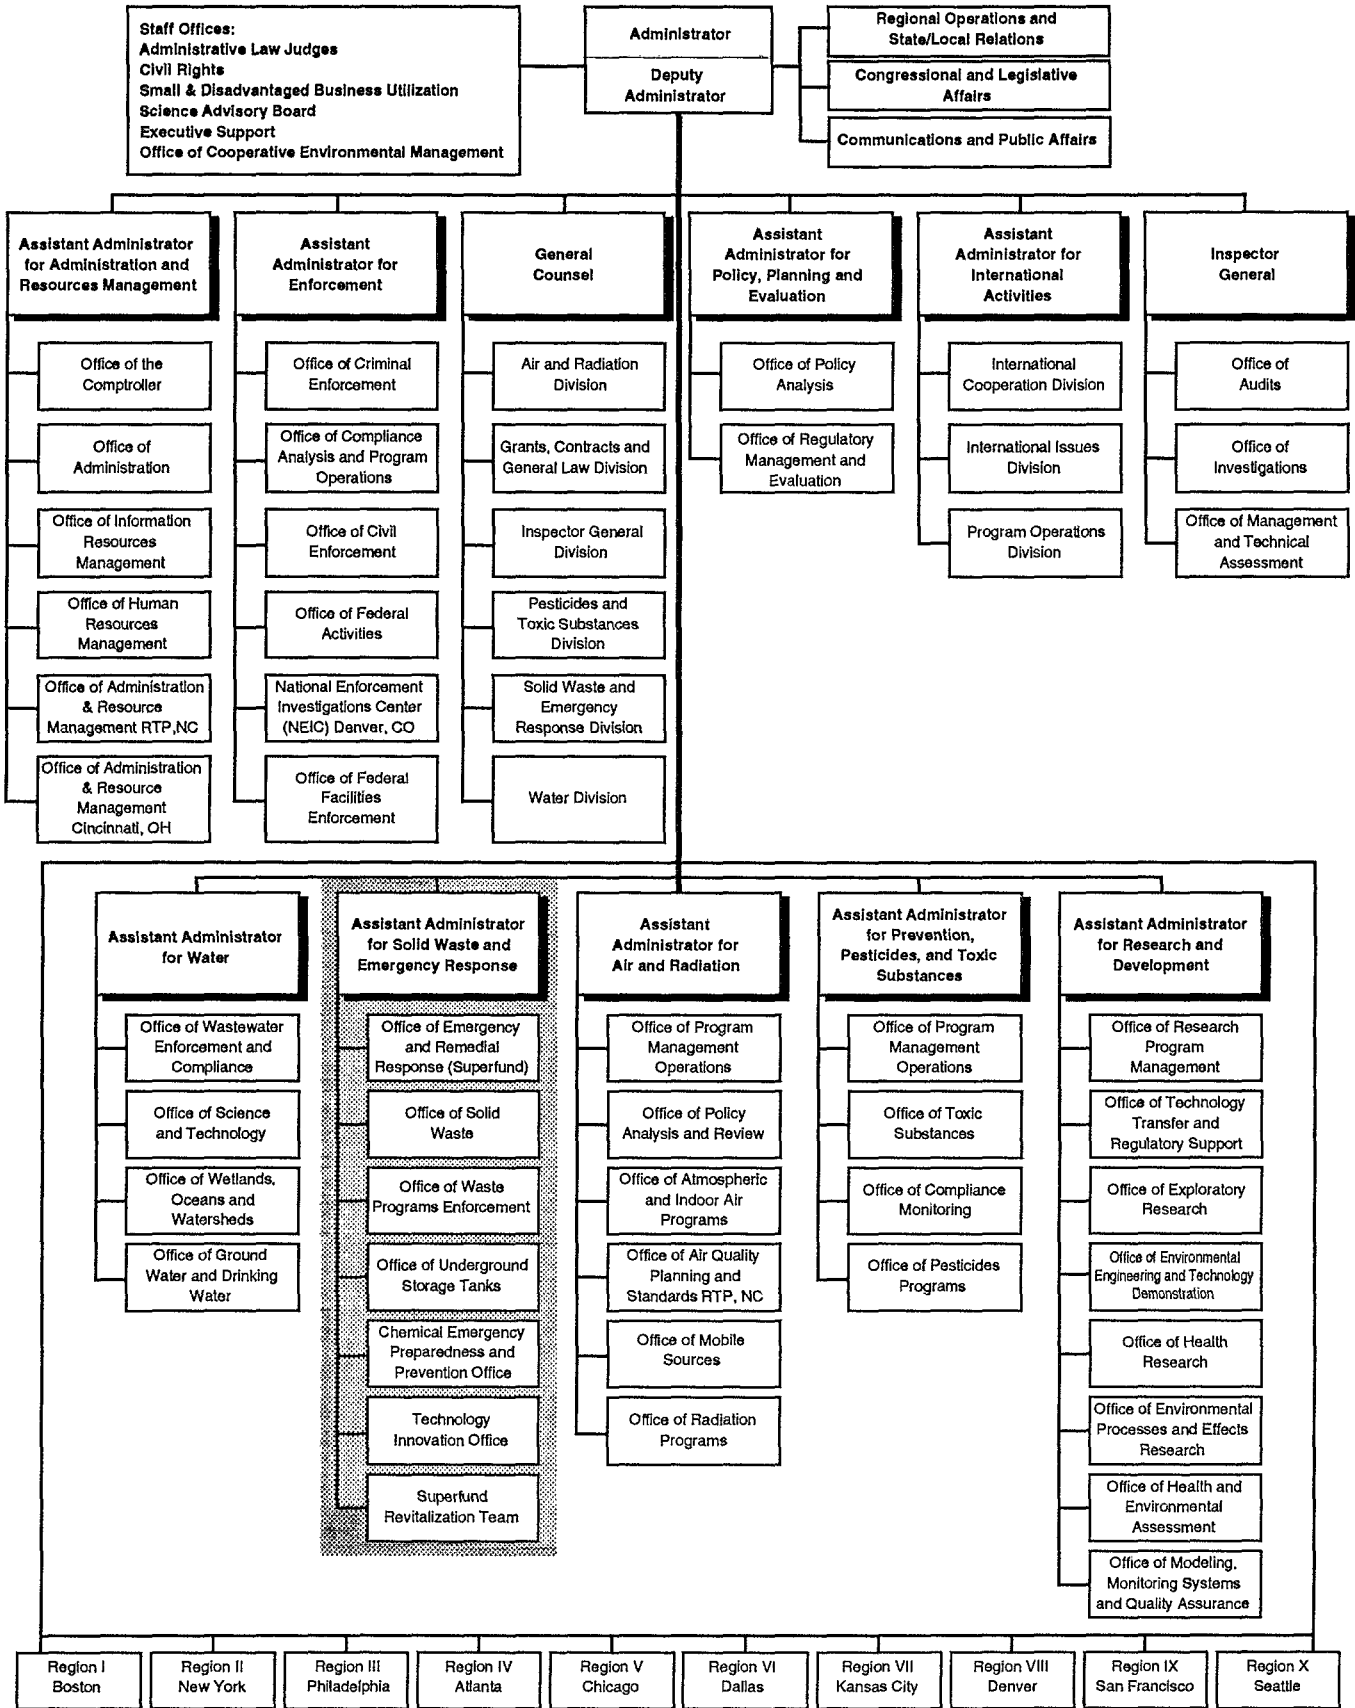 Staff Offices:
Administrative Law Judges
Civil Rights
Small & Disadvantaged Business Utilization
Science Advisory Board
Executive Support
Office of Cooperative Environmental Management
Administrator
Deputy
Administrator
Regional Operations and
State/Local Relations
Congressional and Legislative
Affairs
Communications and Public Affairs
Assistant Administrator
for Administration and
Resources Management
Office of the
Comptroller
Office of
Administration
Office of Information
Resources
Management
Office of Human
Resources
Management
Office of Administration
& Resource
Management RTP,NC
Office of Administration
& Resource
Management
Cincinnati, OH
Assistant
Administrator for
Enforcement
Office of Criminal
Enforcement
Office of Compliance
Analysis and Program
Operations
Office of Civil
Enforcement
Office of Federal
Activities
National Enforcement
Investigations Center
(NEIC) Denver, CO
Office of Federal
Facilities
Enforcement
General
Counsel
Air and Radiation
Division
Grants, Contracts and
General Law Division
Inspector General
Division
Pesticides and
Toxic Substances
Division
Solid Waste and
Emergency
Response Division
Water Division
Assistant
Administrator for
Policy, Planning and
Evaluation
Office of Policy
Analysis
Office of Regulatory
Management and
Evaluation
Assistant
Administrator for
International
Activities
International
Cooperation Division
International Issues
Division
Program Operations
Division
Inspector
General
Office of
Audits
Office of
Investigations
Office of Management
and Technical
Assessment
Assistant Administrator
for Water
Office of Wastewater
Enforcement and
Compliance
Office of Science
and Technology
Office of Wetlands,
Oceans and
Watersheds
Office of Ground
Water and Drinking
Water
Assistant Administrator
for Solid Waste and
Emergency Response
Office of Emergency
and Remedial
Response (Superfund)
Office of Solid
Waste
Office of Waste
Programs Enforcement
Office of Underground
Storage Tanks
Chemical Emergency
Preparedness and
Prevention Office
Technology
Innovation Office
Superfund
Revitalization Team
Assistant
Administrator for
Air and Radiation
Office of Program
Management
Operations
Office of Policy
Analysis and Review
Office of Atmospheric
and Indoor Air
Programs
Office of Air Quality
Planning and
Standards RTP, NC
Office of Mobile
Sources
Office of Radiation
Programs
Assistant Administrator
for Prevention,
Pesticides, and Toxic
Substances
Office of Program
Management
Operations
Office of Toxic
Substances
Office of Compliance
Monitoring
Office of Pesticides
Programs
Assistant Administrator
for Research and
Development
Office of Research
Program
Management
Office of Technology
Transfer and
Regulatory Support
Office of Exploratory
Research
Office of Environmental
Engineering and Technology
Demonstration
Office of Health
Research
Office of Environmental
Processes and Effects
Research
Office of Health and
Environmental
Assessment
Office of Modeling,
Monitoring Systems
and Quality Assurance
Region I
Boston
Region II
New York
Region III
Philadelphia
Region IV
Atlanta
Region V
Chicago
Region VI
Dallas
Region VII
Kansas City
Region VIII
Denver
Region IX
San Francisco
Region X
Seattle